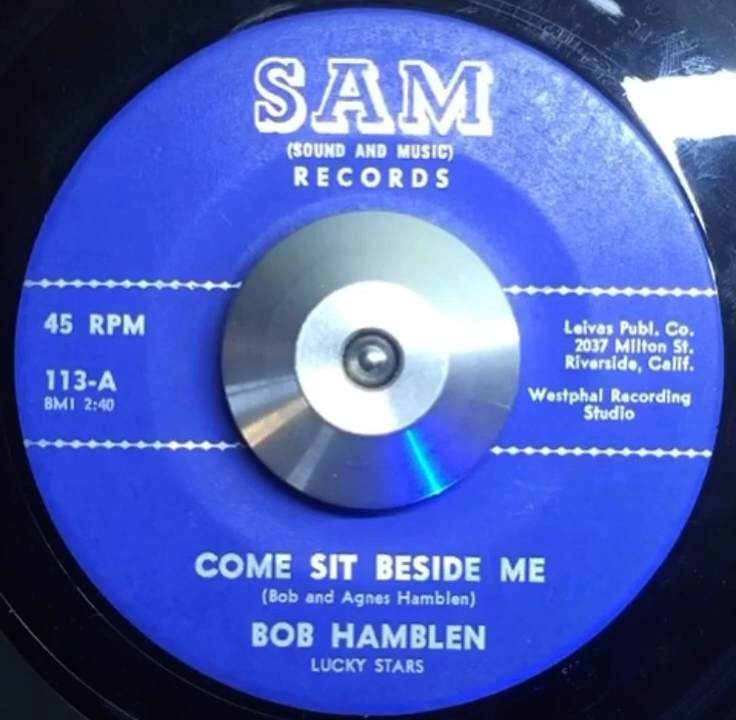 SAM
(SOUND AND MUSIC)
RECORDS
45 RPM
113-A
BMI 2:40
Leivas Publ. Co.
2037 Milton St.
Riverside, Calif.
Westphal Recording
Studio
COME SIT BESIDE ME
(Bob and Agnes Hamblen)
BOB HAMBLEN
LUCKY STARS